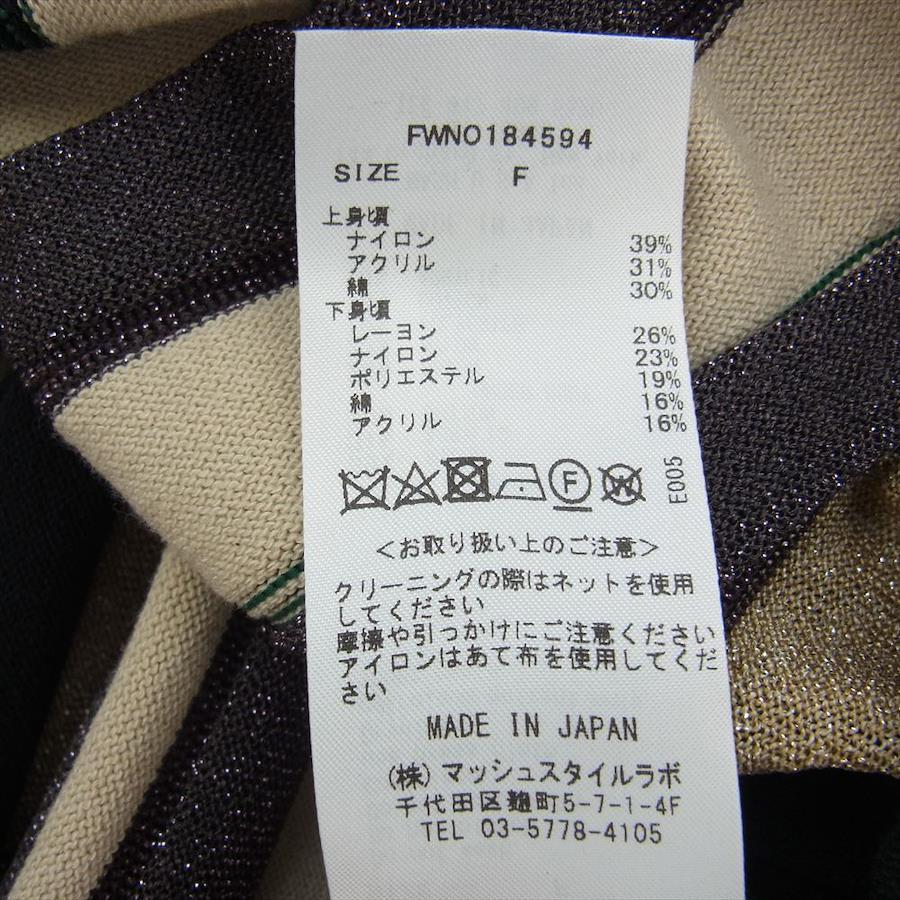 FWNO184594
SIZE F
上身頃
ナイロン 39%
アクリル 31%
綿 30%
下身頃
レーヨン 26%
ナイロン 23%
ポリエステル 19%
綿 16%
アクリル 16%
F W
E005
＜お取り扱い上のご注意＞
クリーニングの際はネットを使用
してください
摩擦や引っかけにご注意ください
アイロンはあて布を使用してくだ
さい
MADE IN JAPAN
(株) マッシュスタイルラボ
千代田区麹町5-7-1-4F
TEL 03-5778-4105